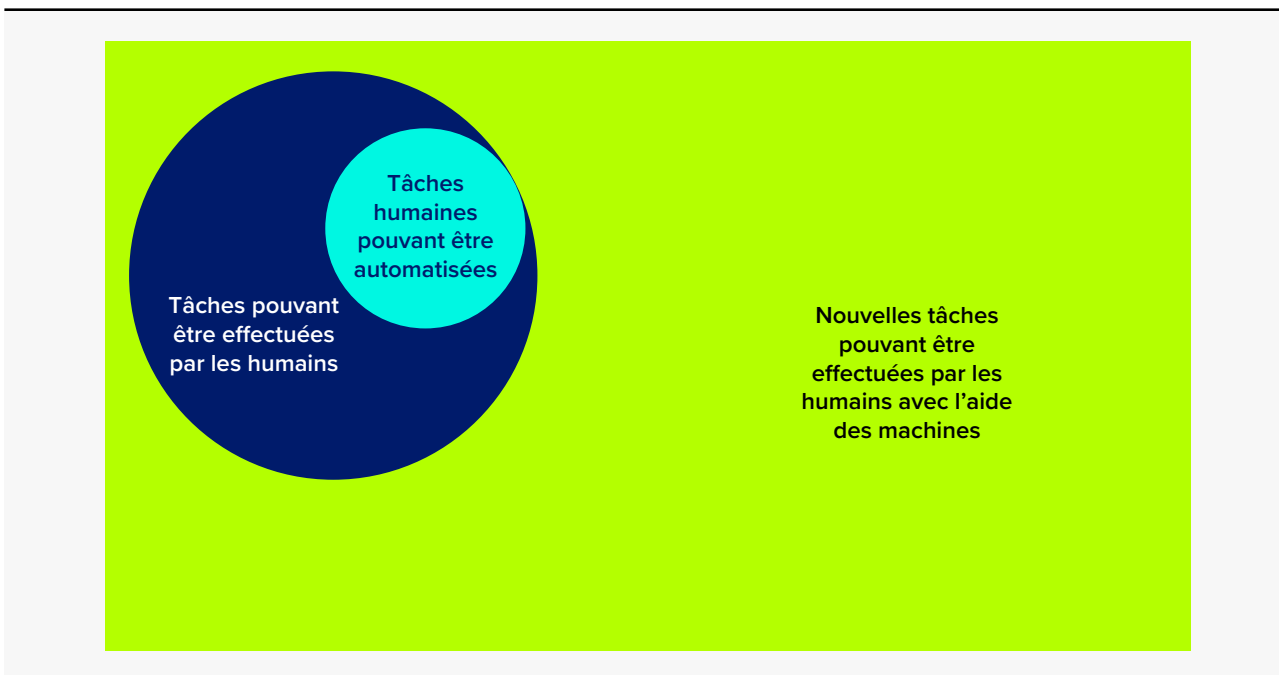 Tâches
humaines
pouvant être
automatisées
Tâches pouvant
être effectuées
par les humains
Nouvelles tâches
pouvant être
effectuées par les
humains avec l’aide
des machines